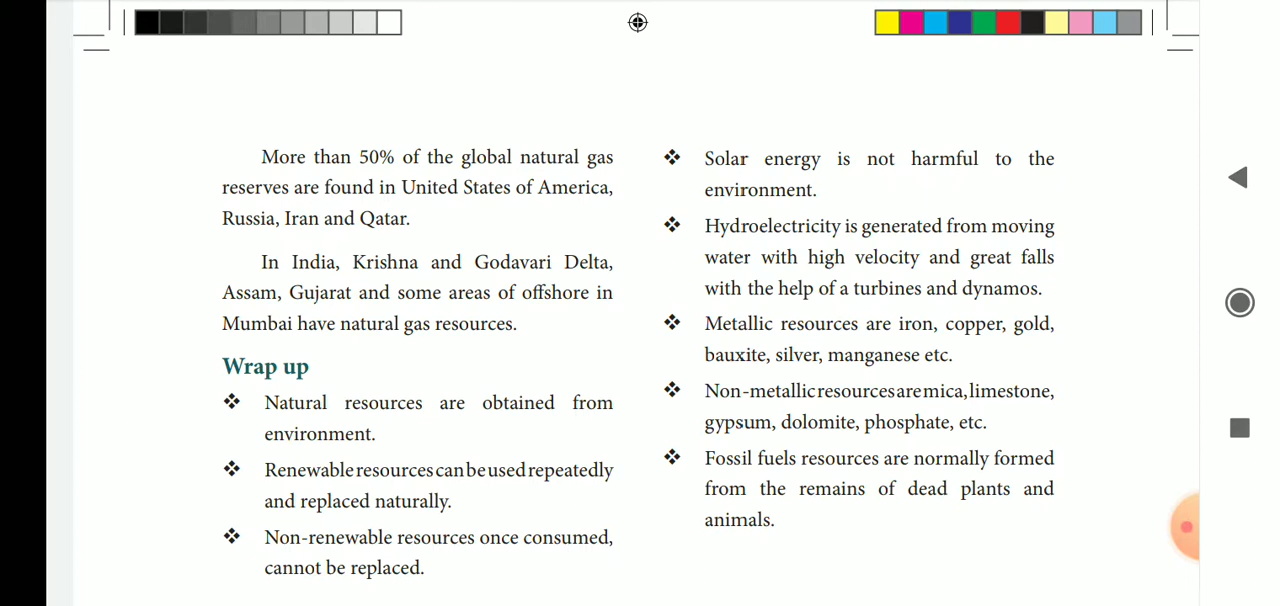 More than 50% of the global natural gas
reserves are found in United States of America,
Russia, Iran and Qatar.
In India, Krishna and Godavari Delta,
Assam, Gujarat and some areas of offshore in
Mumbai have natural gas resources.
Wrap up
❖ Natural resources are obtained from
environment.
❖ Renewable resources can be used repeatedly
and replaced naturally.
❖ Non-renewable resources once consumed,
cannot be replaced.
❖ Solar energy is not harmful to the
environment.
❖ Hydroelectricity is generated from moving
water with high velocity and great falls
with the help of a turbines and dynamos.
❖ Metallic resources are iron, copper, gold,
bauxite, silver, manganese etc.
❖ Non-metallic resources are mica, limestone,
gypsum, dolomite, phosphate, etc.
❖ Fossil fuels resources are normally formed
from the remains of dead plants and
animals.